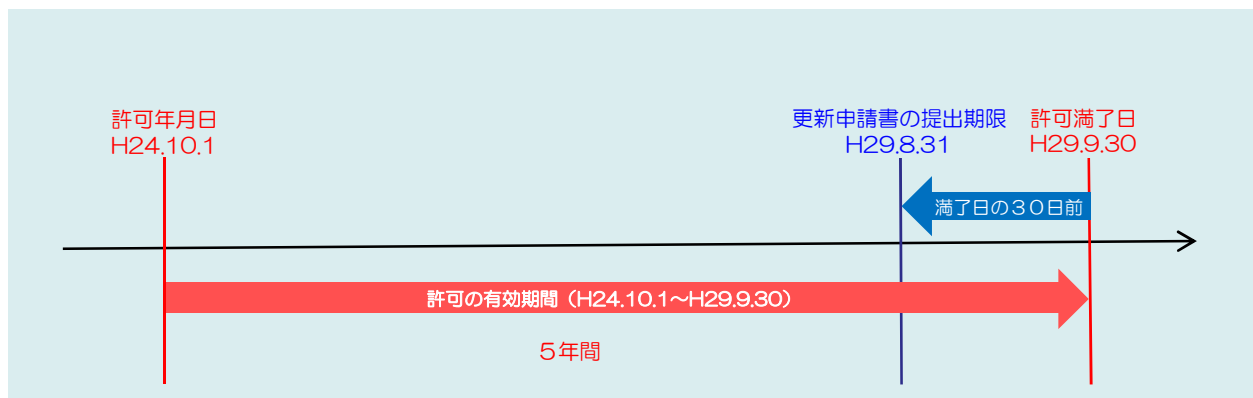 許可年月日
H24.10.1
更新申請書の提出期限
H29.8.31
許可満了日
H29.9.30
満了日の３０日前
許可の有効期間（H24.10.1～H29.9.30）
５年間